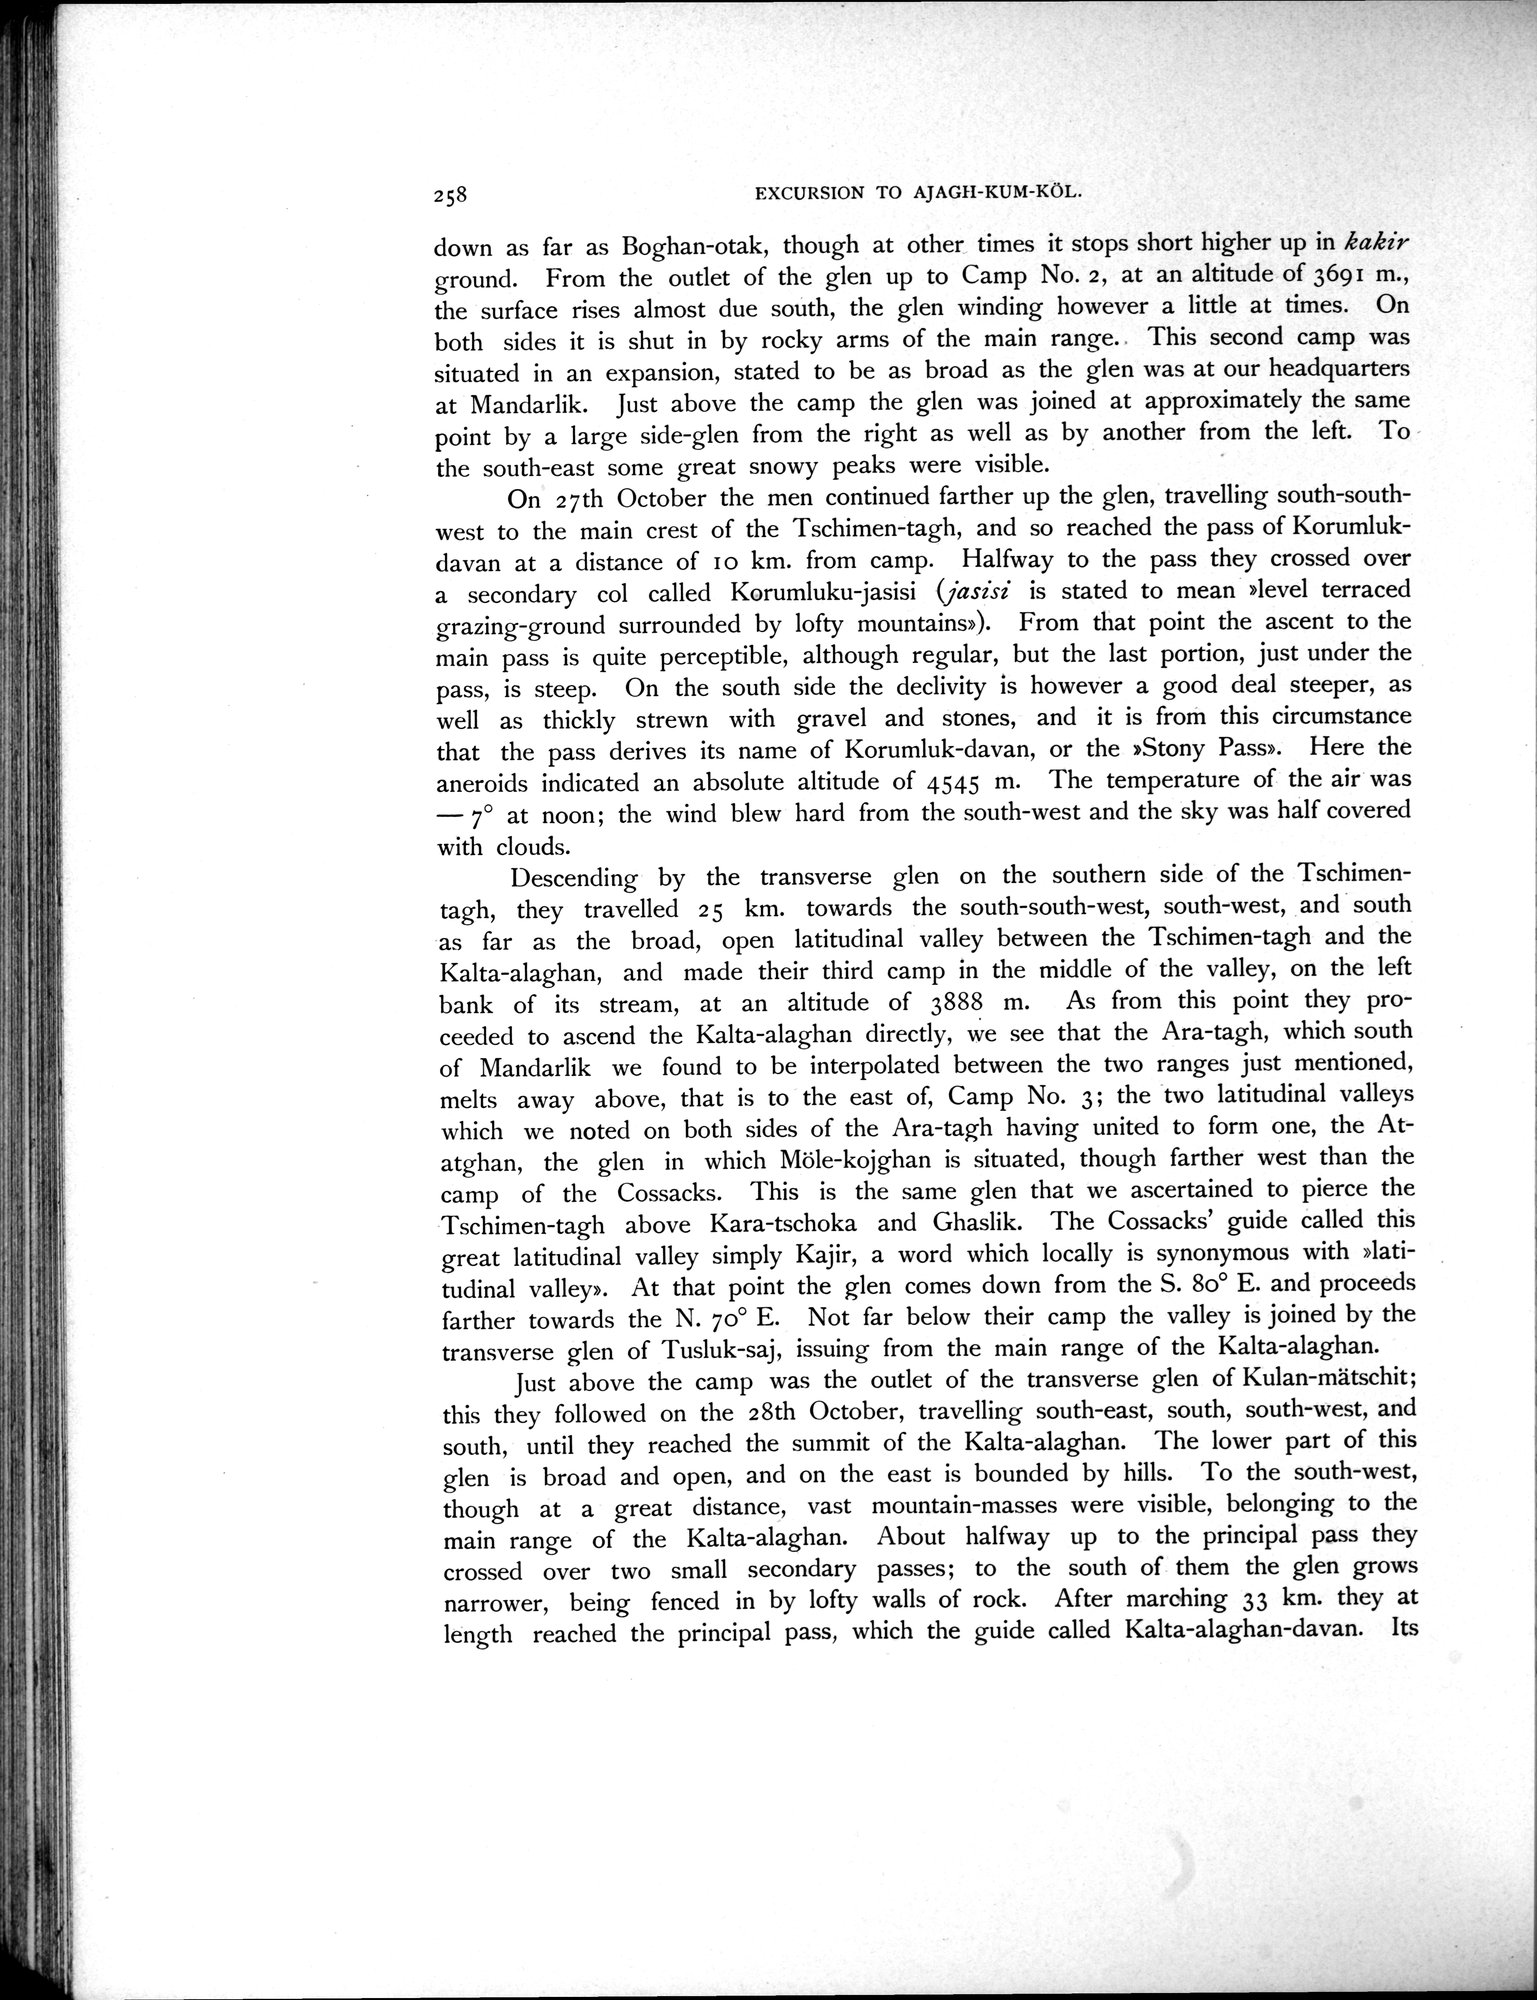 258 EXCURSION TO AJAGH-KUM-KÖL.
down as far as Boghan-otak, though at other times it stops short higher up in kakir
ground. From the outlet of the glen up to Camp No. 2, at an altitude of 3691 m.,
the surface rises almost due south, the glen winding however a little at times. On
both sides it is shut in by rocky arms of the main range. This second camp was
situated in an expansion, stated to be as broad as the glen was at our headquarters
at Mandarlik. Just above the camp the glen was joined at approximately the same
point by a large side-glen from the right as well as by another from the left. To
the south-east some great snowy peaks were visible.
On 27th October the men continued farther up the glen, travelling south-south-
west to the main crest of the Tschimen-tagh, and so reached the pass of Korumluk-
davan at a distance of 10 km. from camp. Halfway to the pass they crossed over
a secondary col called Korumluku-jasisi (jasisi is stated to mean »level terraced
grazing-ground surrounded by lofty mountains»). From that point the ascent to the
main pass is quite perceptible, although regular, but the last portion, just under the
pass, is steep. On the south side the declivity is however a good deal steeper, as
well as thickly strewn with gravel and stones, and it is from this circumstance
that the pass derives its name of Korumluk-davan, or the »Stony Pass». Here the
aneroids indicated an absolute altitude of 4545 m. The temperature of the air was
— 7° at noon; the wind blew hard from the south-west and the sky was half covered
with clouds.
Descending by the transverse glen on the southern side of the Tschimen-
tagh, they travelled 25 km. towards the south-south-west, south-west, and south
as far as the broad, open latitudinal valley between the Tschimen-tagh and the
Kalta-alaghan, and made their third camp in the middle of the valley, on the left
bank of its stream, at an altitude of 3888 m. As from this point they pro-
ceeded to ascend the Kalta-alaghan directly, we see that the Ara-tagh, which south
of Mandarlik we found to be interpolated between the two ranges just mentioned,
melts away above, that is to the east of, Camp No. 3; the two latitudinal valleys
which we noted on both sides of the Ara-tagh having united to form one, the At-
atghan, the glen in which Möle-kojghan is situated, though farther west than the
camp of the Cossacks. This is the same glen that we ascertained to pierce the
Tschimen-tagh above Kara-tschoka and Ghaslik. The Cossacks' guide called this
great latitudinal valley simply Kajir, a word which locally is synonymous with »lati-
tudinal valley». At that point the glen comes down from the S. 80° E. and proceeds
farther towards the N. 70° E. Not far below their camp the valley is joined by the
transverse glen of Tusluk-saj, issuing from the main range of the Kalta-alaghan.
Just above the camp was the outlet of the transverse glen of Kulan-mätschit;
this they followed on the 28th October, travelling south-east, south, south-west, and
south, until they reached the summit of the Kalta-alaghan. The lower part of this
glen is broad and open, and on the east is bounded by hills. To the south-west,
though at a great distance, vast mountain-masses were visible, belonging to the
main range of the Kalta-alaghan. About halfway up to the principal pass they
crossed over two small secondary passes; to the south of them the glen grows
narrower, being fenced in by lofty walls of rock. After marching 33 km. they at
length reached the principal pass, which the guide called Kalta-alaghan-davan. Its